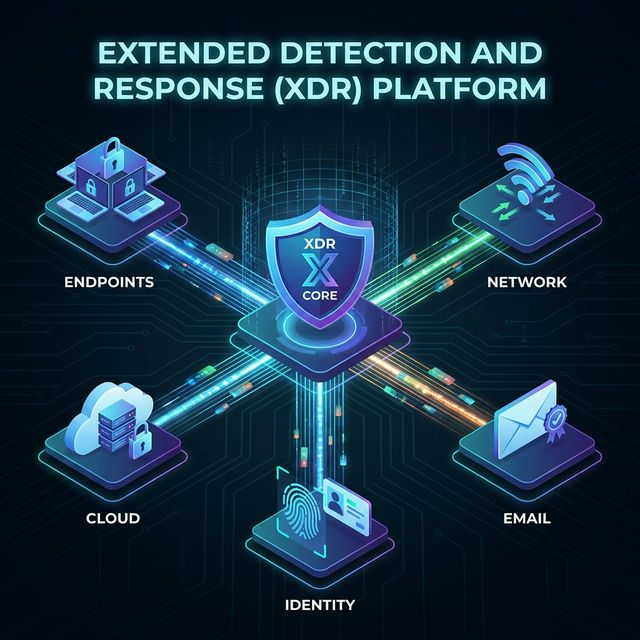 EXTENDED DETECTION AND
RESPONSE (XDR) PLATFORM
XDR
X
CORE
ENDPOINTS
NETWORK
CLOUD
EMAIL
IDENTITY